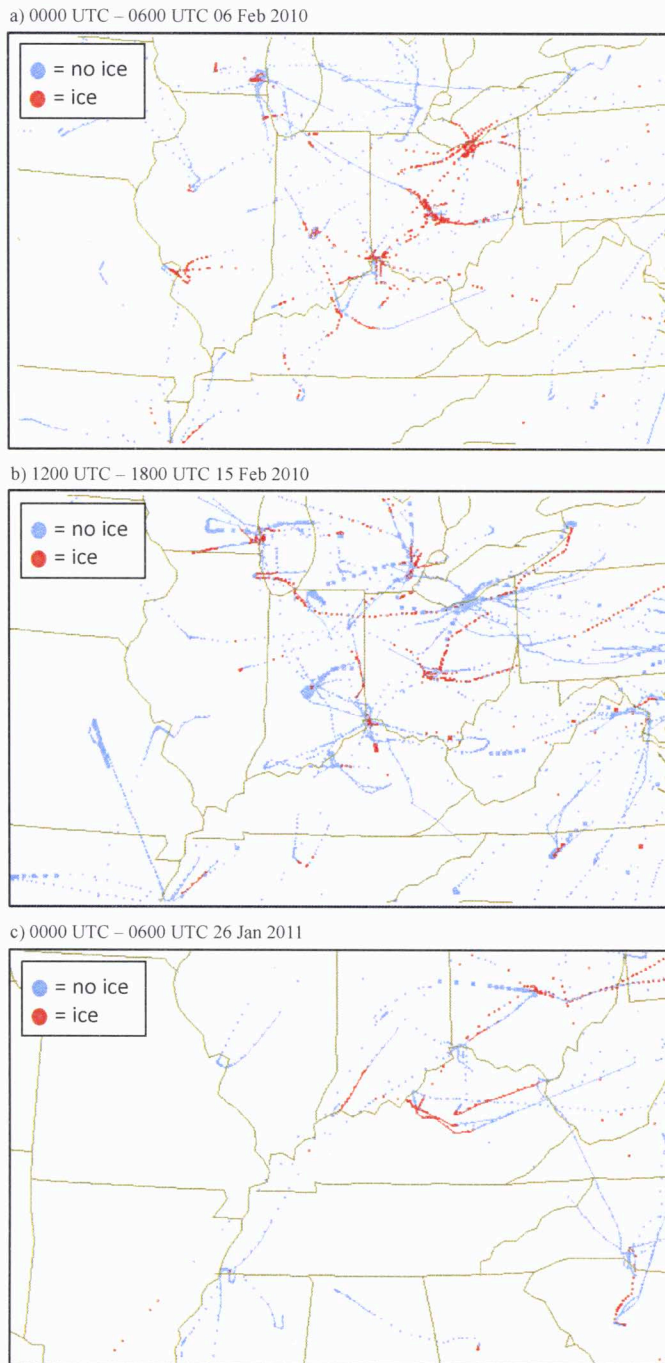 a) 0000 UTC – 0600 UTC 06 Feb 2010
= no ice
= ice
b) 1200 UTC – 1800 UTC 15 Feb 2010
= no ice
= ice
c) 0000 UTC – 0600 UTC 26 Jan 2011
= no ice
= ice